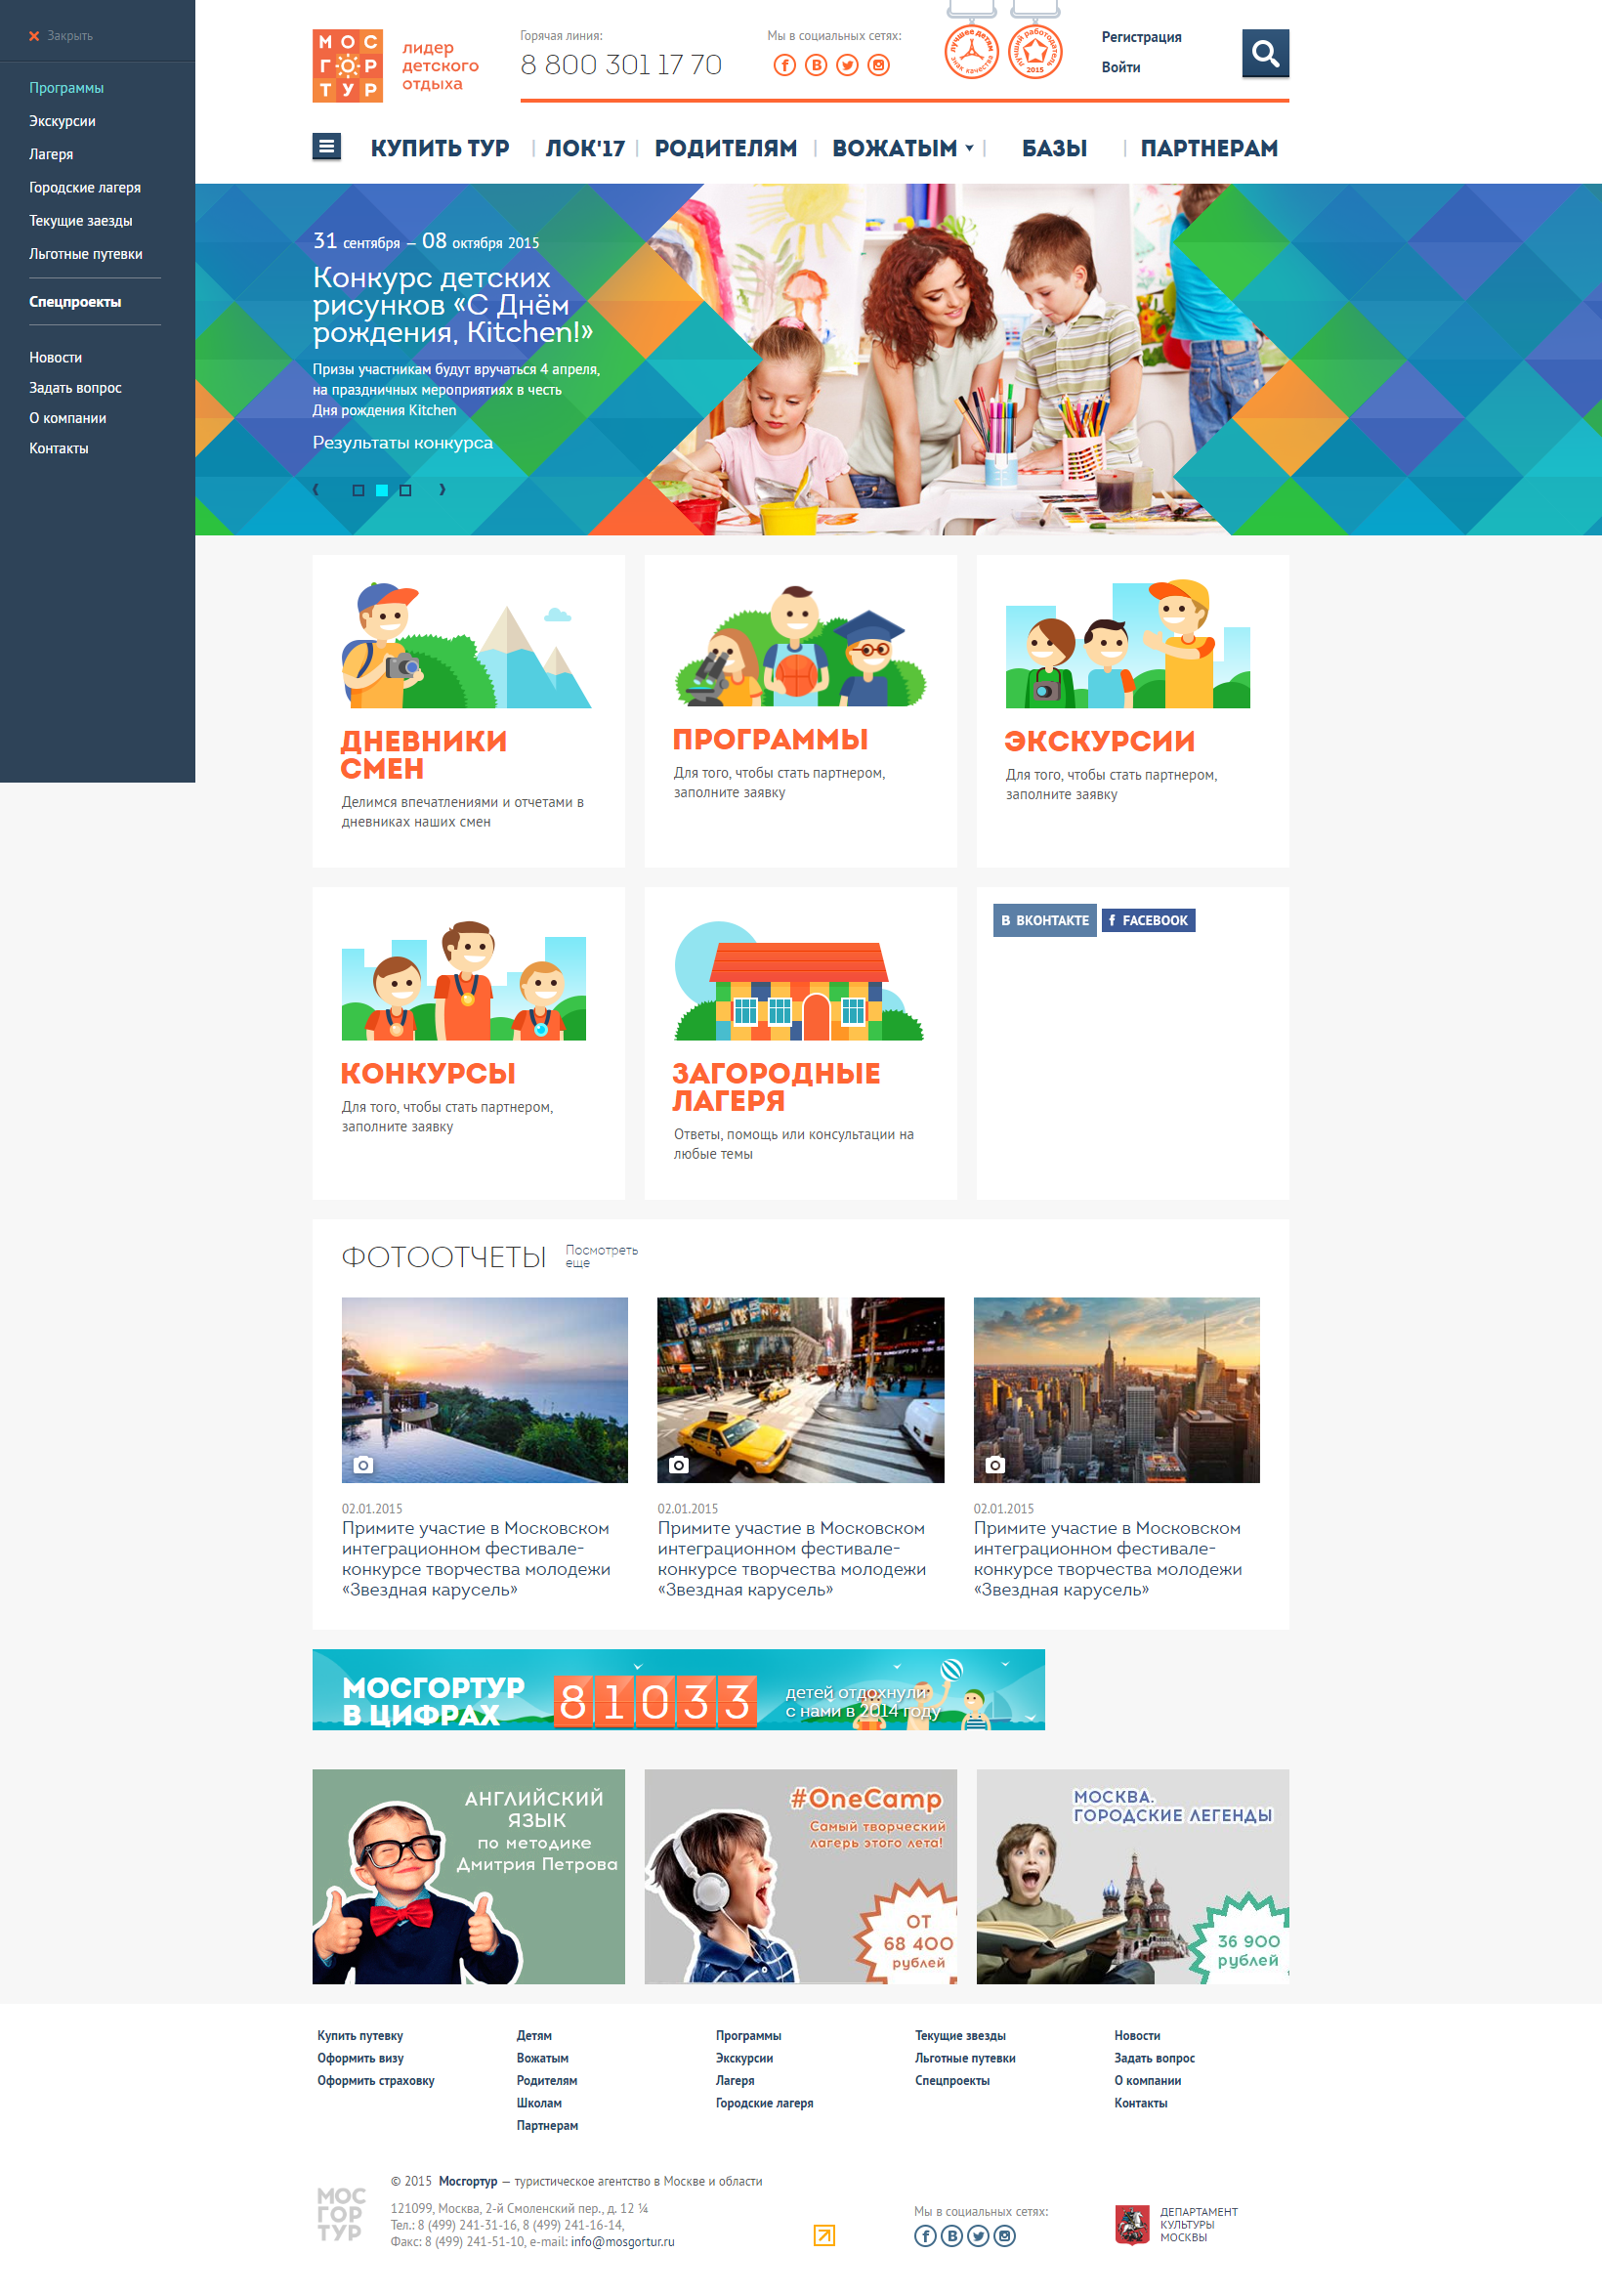 Закрыть
Программы
Экскурсии
Лагеря
Городские лагеря
Текущие заезды
Льготные путевки
Спецпроекты
Новости
Задать вопрос
О компании
Контакты
МОС
ГОР
ТУР
лидер
детского
отдыха
Горячая линия:
8 800 301 17 70
Мы в социальных сетях:
лучшее детям
знак качества
лучший работодатель
2015
Регистрация
Войти
КУПИТЬ ТУР
ЛОК'17
РОДИТЕЛЯМ
ВОЖАТЫМ
БАЗЫ
ПАРТНЕРАМ
31 сентября — 08 октября 2015
Конкурс детских
рисунков «С Днём
рождения, Kitchen!»
Призы участникам будут вручаться 4 апреля,
на праздничных мероприятиях в честь
Дня рождения Kitchen
Результаты конкурса
ДНЕВНИКИ
СМЕН
Делимся впечатлениями и отчетами в
дневниках наших смен
ПРОГРАММЫ
Для того, чтобы стать партнером,
заполните заявку
ЭКСКУРСИИ
Для того, чтобы стать партнером,
заполните заявку
КОНКУРСЫ
Для того, чтобы стать партнером,
заполните заявку
ЗАГОРОДНЫЕ
ЛАГЕРЯ
Ответы, помощь или консультации на
любые темы
В ВКОНТАКТЕ
f FACEBOOK
ФОТООТЧЕТЫ
Посмотреть
еще
02.01.2015
Примите участие в Московском
интеграционном фестивале-
конкурсе творчества молодежи
«Звездная карусель»
02.01.2015
Примите участие в Московском
интеграционном фестивале-
конкурсе творчества молодежи
«Звездная карусель»
02.01.2015
Примите участие в Московском
интеграционном фестивале-
конкурсе творчества молодежи
«Звездная карусель»
МОСГОРТУР
В ЦИФРАХ
81033
детей отдохнули
с нами в 2014 году
АНГЛИЙСКИЙ
ЯЗЫК
по методике
Дмитрия Петрова
#OneCamp
Самый творческий
лагерь этого лета!
ОТ
68 400
рублей
МОСКВА.
ГОРОДСКИЕ ЛЕГЕНДЫ
36 900
рублей
Купить путевку
Оформить визу
Оформить страховку
Детям
Вожатым
Родителям
Школам
Партнерам
Программы
Экскурсии
Лагеря
Городские лагеря
Текущие звезды
Льготные путевки
Спецпроекты
Новости
Задать вопрос
О компании
Контакты
МОС
ГОР
ТУР
© 2015 Мосгортур — туристическое агентство в Москве и области
121099, Москва, 2-й Смоленский пер., д. 12 ¼
Тел.: 8 (499) 241-31-16, 8 (499) 241-16-14,
Факс: 8 (499) 241-51-10, e-mail: info@mosgortur.ru
Мы в социальных сетях:
ДЕПАРТАМЕНТ
КУЛЬТУРЫ
МОСКВЫ